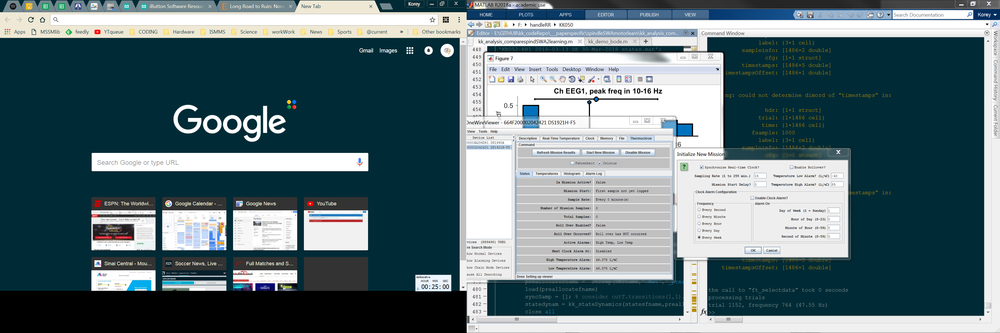 iButton Software Resour
Long Road to Ruin: Nora
New Tab
Korey
Apps
MSSMlib
feedly
YTqueue
CODING
Hardware
ISMMS
Science
workWork
News
Sports
@current
»
Other bookmarks
Gmail
Images
Google
Search Google or type URL
ESPN: The Worldwi...
Google Calendar - ...
Google News
YouTube
Sinai Central - Mou...
Soccer News, Live ...
Full Matches and S...
deliberative
HOUR MIN SEC
00:25:00
MATLAB R2018a - academic use
HOME
PLOTS
APPS
EDITOR
PUBLISH
VIEW
Search Documentation
Korey
F: handleRR KK050
Editor - E:\GITHUB\kk_codeRepo\___paperspecific\spindleSWAmotorlearn\kk_analysis_com...
kk_analysis_comparespindSWA2learning.m
kk_demo_bode.m
+
448 'KK052-RR1 2018-03-13 SE 30-Mar-2018 states.mat';
449
450
451
452
453
454
455
456
Figure 7
File Edit View Insert Tools Desktop Window Help
Ch EEG1, peak freq in 10-16 Hz
0.5
df
16
OneWireViewer - 664F200002042421 DS1921H-F5
View Tools Help
Device List
00003A286D81 DS1990A
200002042421 DS1921H-F5
Description
Real-Time Temperature
Clock
Memory
File
Thermochron
Command
Refresh Mission Results
Start New Mission
Disable Mission
Fahrenheit
Celsius
Status
Temperatures
Histogram
Alarm Log
Is Mission Active? false
Mission Start: First sample not yet logged
Sample Rate: Every 0 minute(s)
Number of Mission Samples: 0
Total Samples: 0
Roll Over Enabled? false
Roll Over Occurred? Roll over has NOT occurred
Active Alarms: High Temp, Low Temp
Next Clock Alarm At: Disabled
High Temperature Alarm: 46.375 ï¿½C
Low Temperature Alarm: 46.375 ï¿½C
vices (DS9490) USB1
re Search Mode
how Normal Devices
how Alarming Devices
how Chain Mode Devices
ause All Searching
Done Setting up viewer
480 load(preallocatefname)
481 syncSamp = []; % consider outT.transitions(1,1).
482 statedynam = kk_stateDynamics(statesfname,preall
483 close all
Command Window
label: {3×1 cell}
sampleinfo: [1486×2 double]
cfg: [1×1 struct]
timestamps: [1486×5 double]
imestampsOffset: [1486×1 double]
ng: could not determine dimord of "timestamps" in:
hdr: [1×1 struct]
trial: {1×1486 cell}
time: {1×1486 cell}
fsample: 1000
label: {3×1 cell}
sampleinfo: [1486×2 double]
Initialize New Mission
Synchronize Real-time Clock?
Enable Rollover?
Sampling Rate (1 to 255 min.) 15
Temperature Low Alarm? (ï¿½C) -40
Mission Start Delay? 0
Temperature High Alarm? (ï¿½C) 85
Clock Alarm Configuration
Enable Clock Alarm?
Frequency
Every Second
Every Minute
Every Hour
Every Day
Every Week
Alarm On
Day of Week (1 = Sunday) 1
Hour of Day (0-23) 0
Minute of Hour (0-59) 0
Second of Minute (0-59) 0
OK
Cancel
mestamps" in:
timestamps: [1486×5 double]
timestampsOffset: [1486×1 double]
the call to "ft_selectdata" took 0 seconds
processing trials
trial 1152, frequency 764 (47.55 Hz)
fx >>
Workspace
Command History
Current Folder